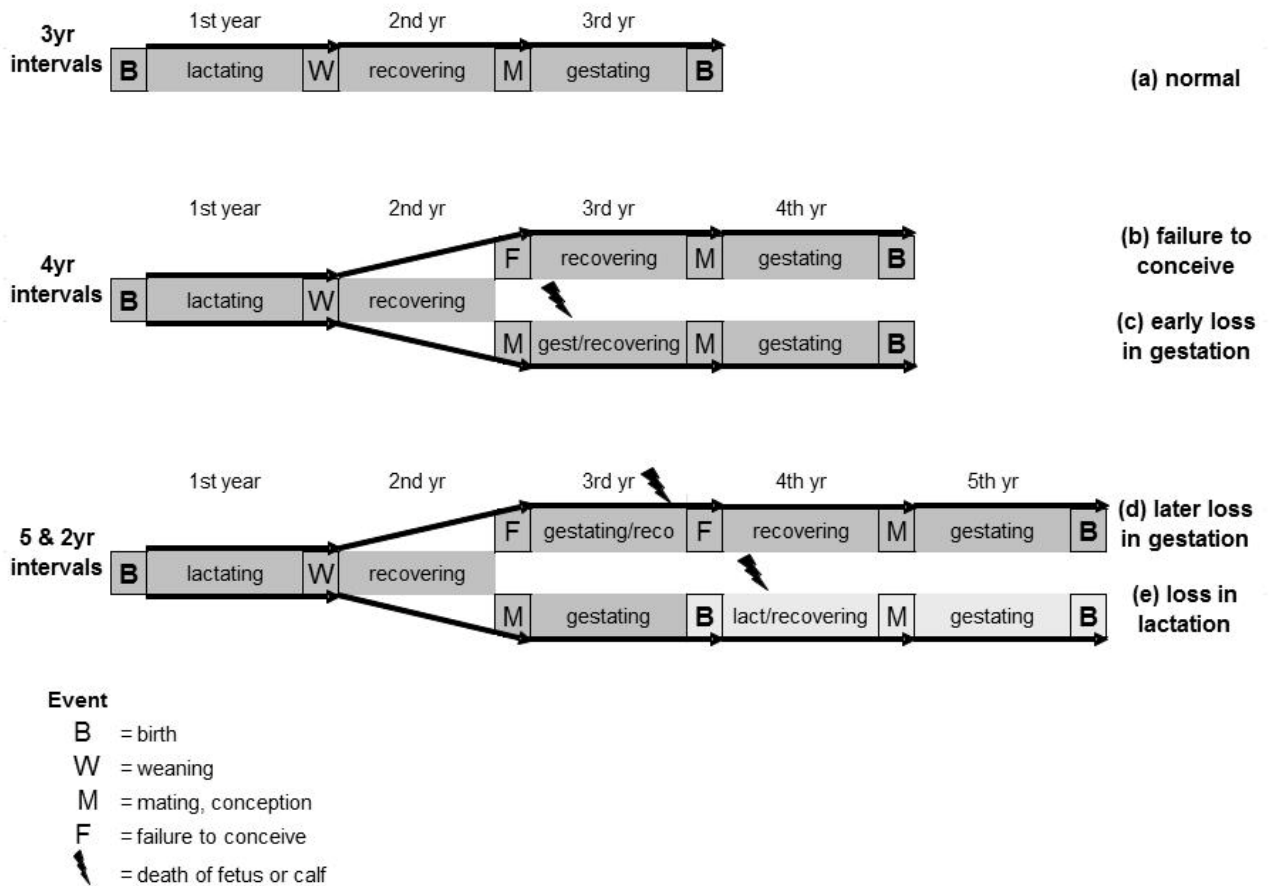 1st year 2nd yr 3rd yr
3yr
intervals
B lactating W recovering M gestating B
(a) normal
1st year 2nd yr 3rd yr 4th yr
F recovering M gestating B
(b) failure to
conceive
4yr
intervals
B lactating W recovering
M gest/recovering M gestating B
(c) early loss
in gestation
1st year 2nd yr 3rd yr 4th yr 5th yr
F gestating/reco F recovering M gestating B
(d) later loss
in gestation
5 & 2yr
intervals
B lactating W recovering
M gestating B lact/recovering M gestating B
(e) loss in
lactation
Event
B = birth
W = weaning
M = mating, conception
F = failure to conceive
= death of fetus or calf